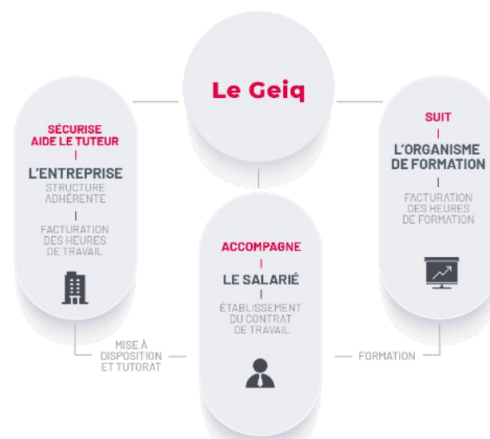 Le Geiq
SÉCURISE
AIDE LE TUTEUR
L'ENTREPRISE
STRUCTURE
ADHÉRENTE
FACTURATION
DES HEURES
DE TRAVAIL
ACCOMPAGNE
LE SALARIÉ
ÉTABLISSEMENT
DU CONTRAT
DE TRAVAIL
SUIT
L'ORGANISME
DE FORMATION
FACTURATION
DES HEURES
DE FORMATION
MISE À
DISPOSITION
ET TUTORAT
FORMATION